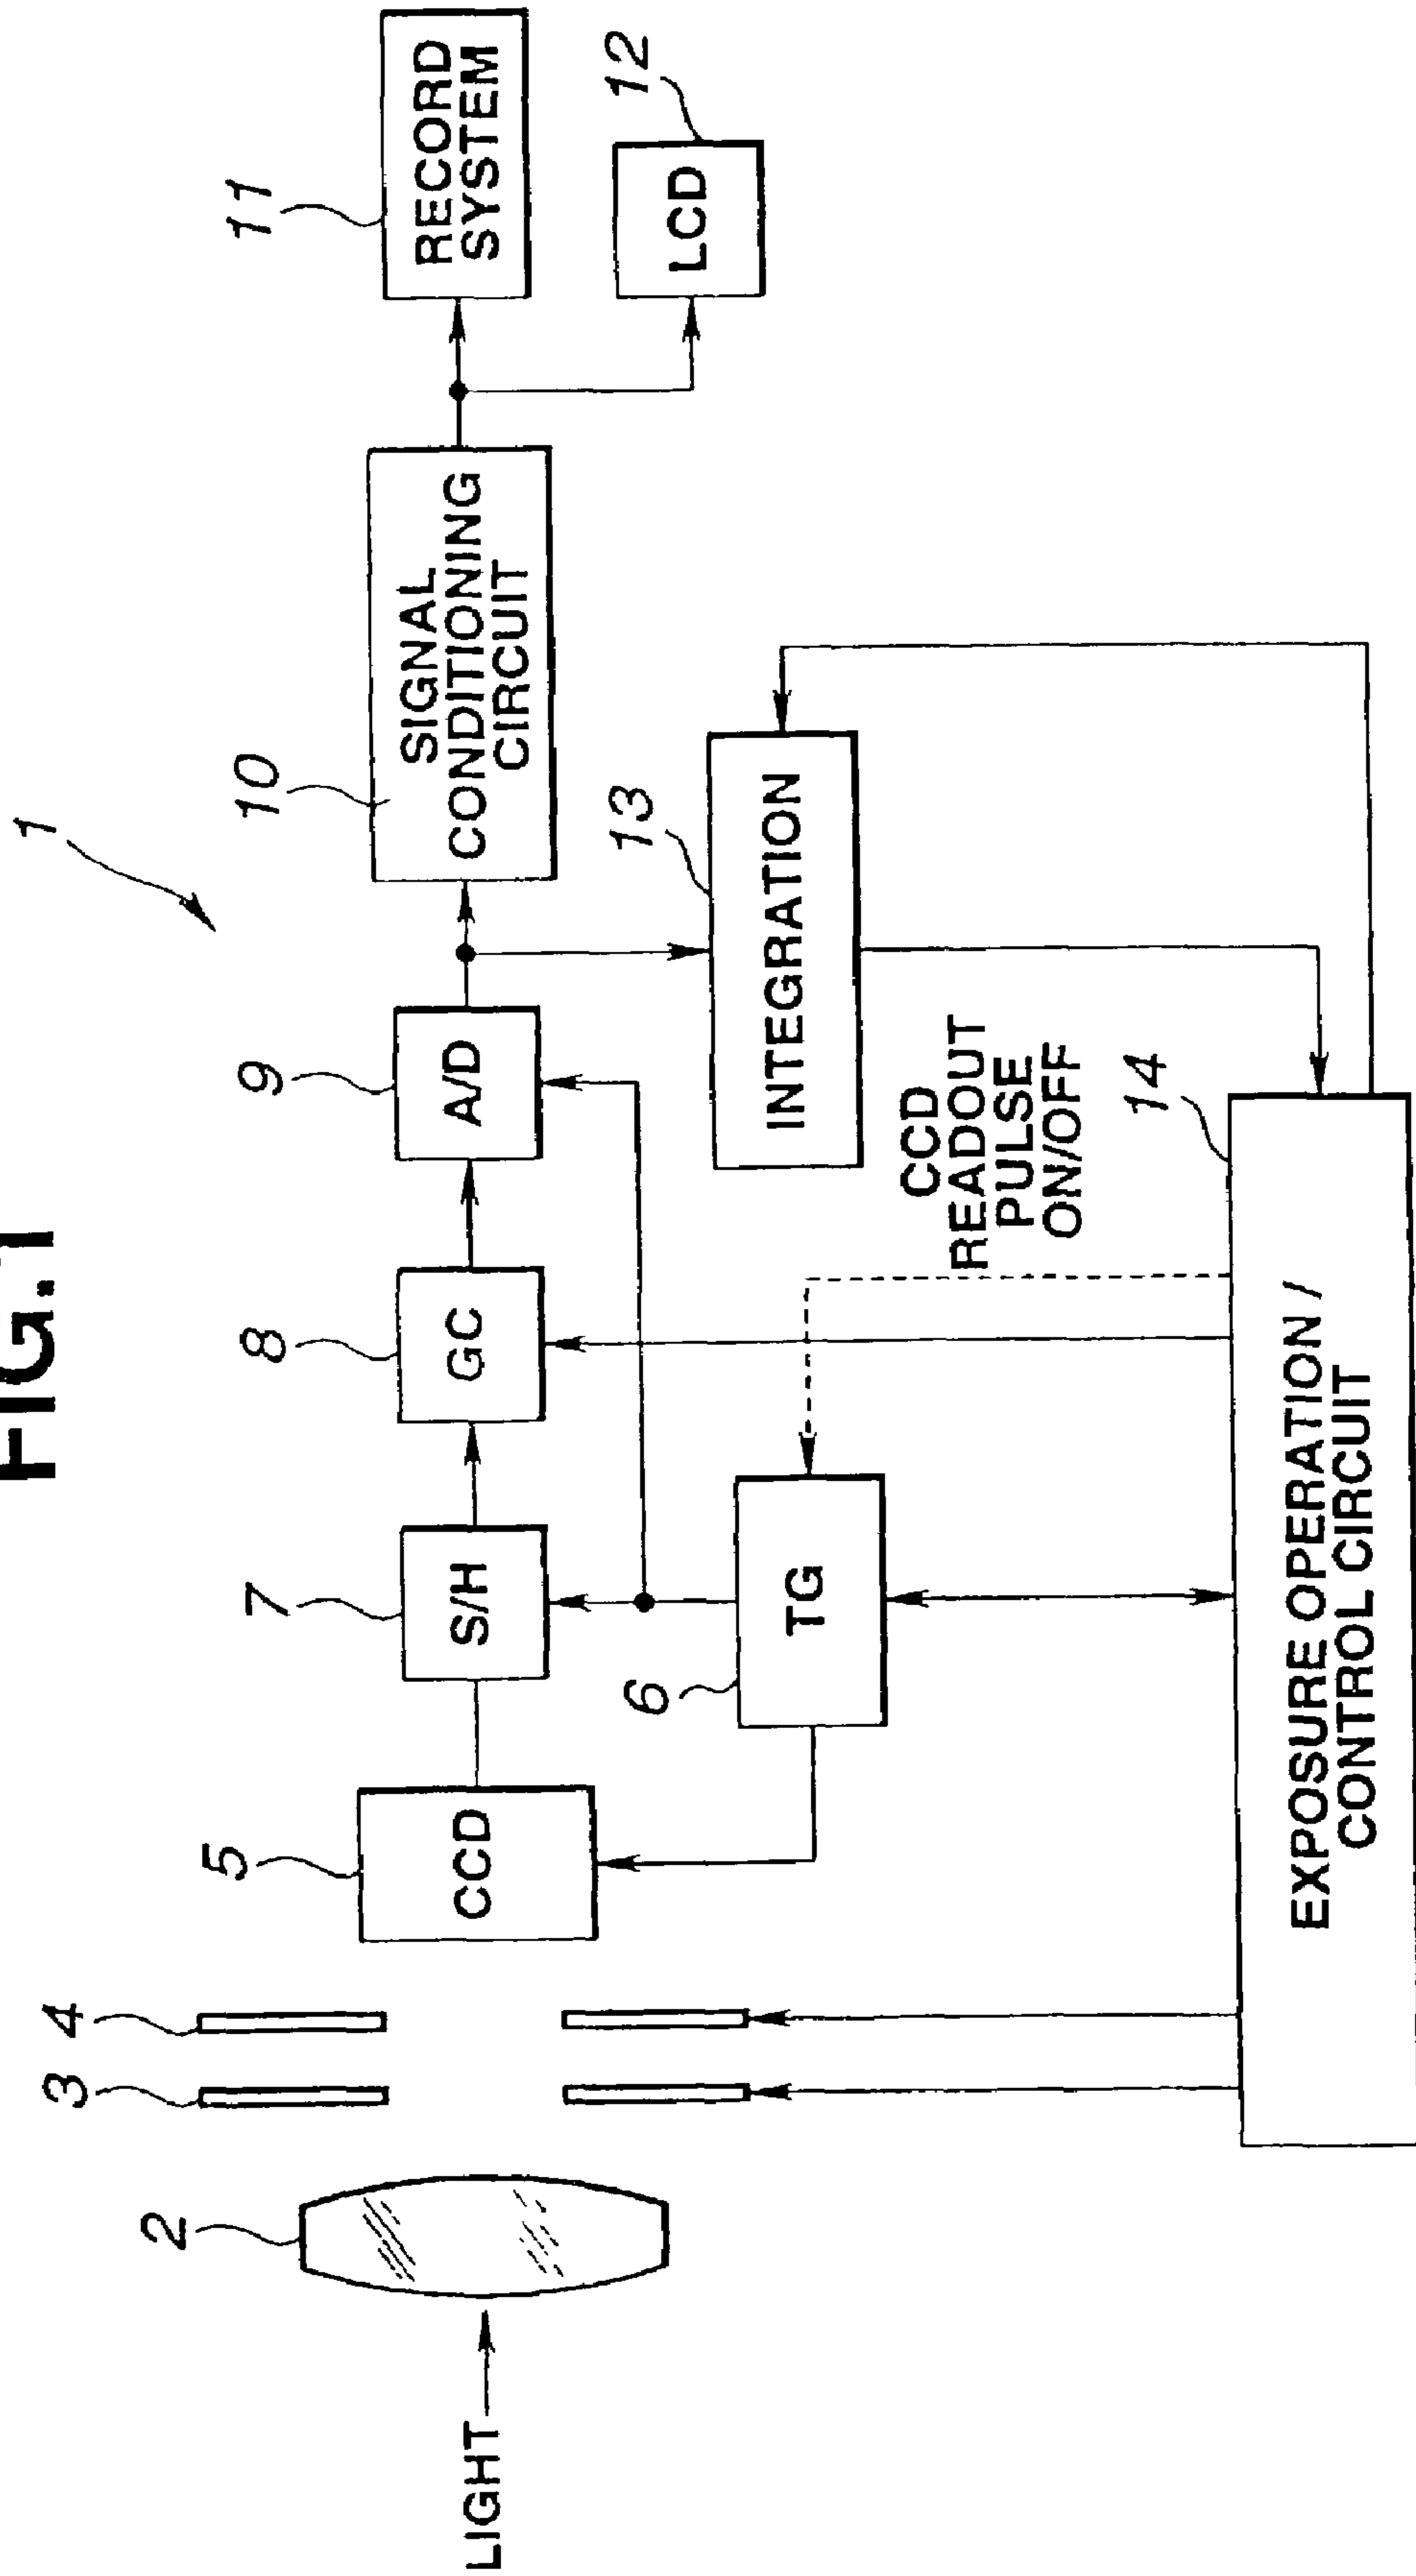 FIG.1
1
11
RECORD
SYSTEM
12
LCD
10
SIGNAL
CONDITIONING
CIRCUIT
9
A/D
13
INTEGRATION
8
GC
CCD
READOUT
PULSE
ON/OFF
7
S/H
6
TG
5
CCD
14
EXPOSURE OPERATION /
CONTROL CIRCUIT
4
3
2
LIGHT